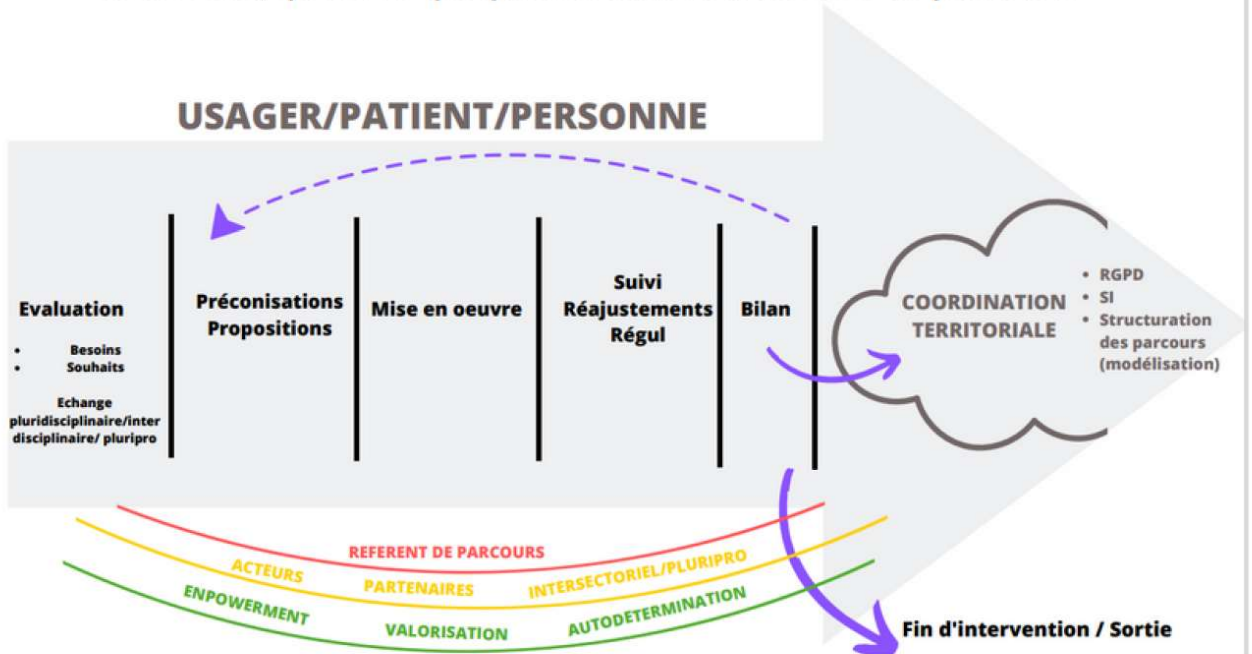 USAGER/PATIENT/PERSONNE
Evaluation
• Besoins
• Souhaits
Echange
pluridisciplinaire/inter
disciplinaire/ pluripro
Préconisations
Propositions
Mise en oeuvre
Suivi
Réajustements
Régul
Bilan
COORDINATION
TERRITORIALE
• RGPD
• SI
• Structuration
des parcours
(modélisation)
REFERENT DE PARCOURS
ACTEURS PARTENAIRES INTERSECTORIEL/PLURIPRO
ENPOWERMENT VALORISATION AUTODÉTERMINATION
Fin d'intervention / Sortie